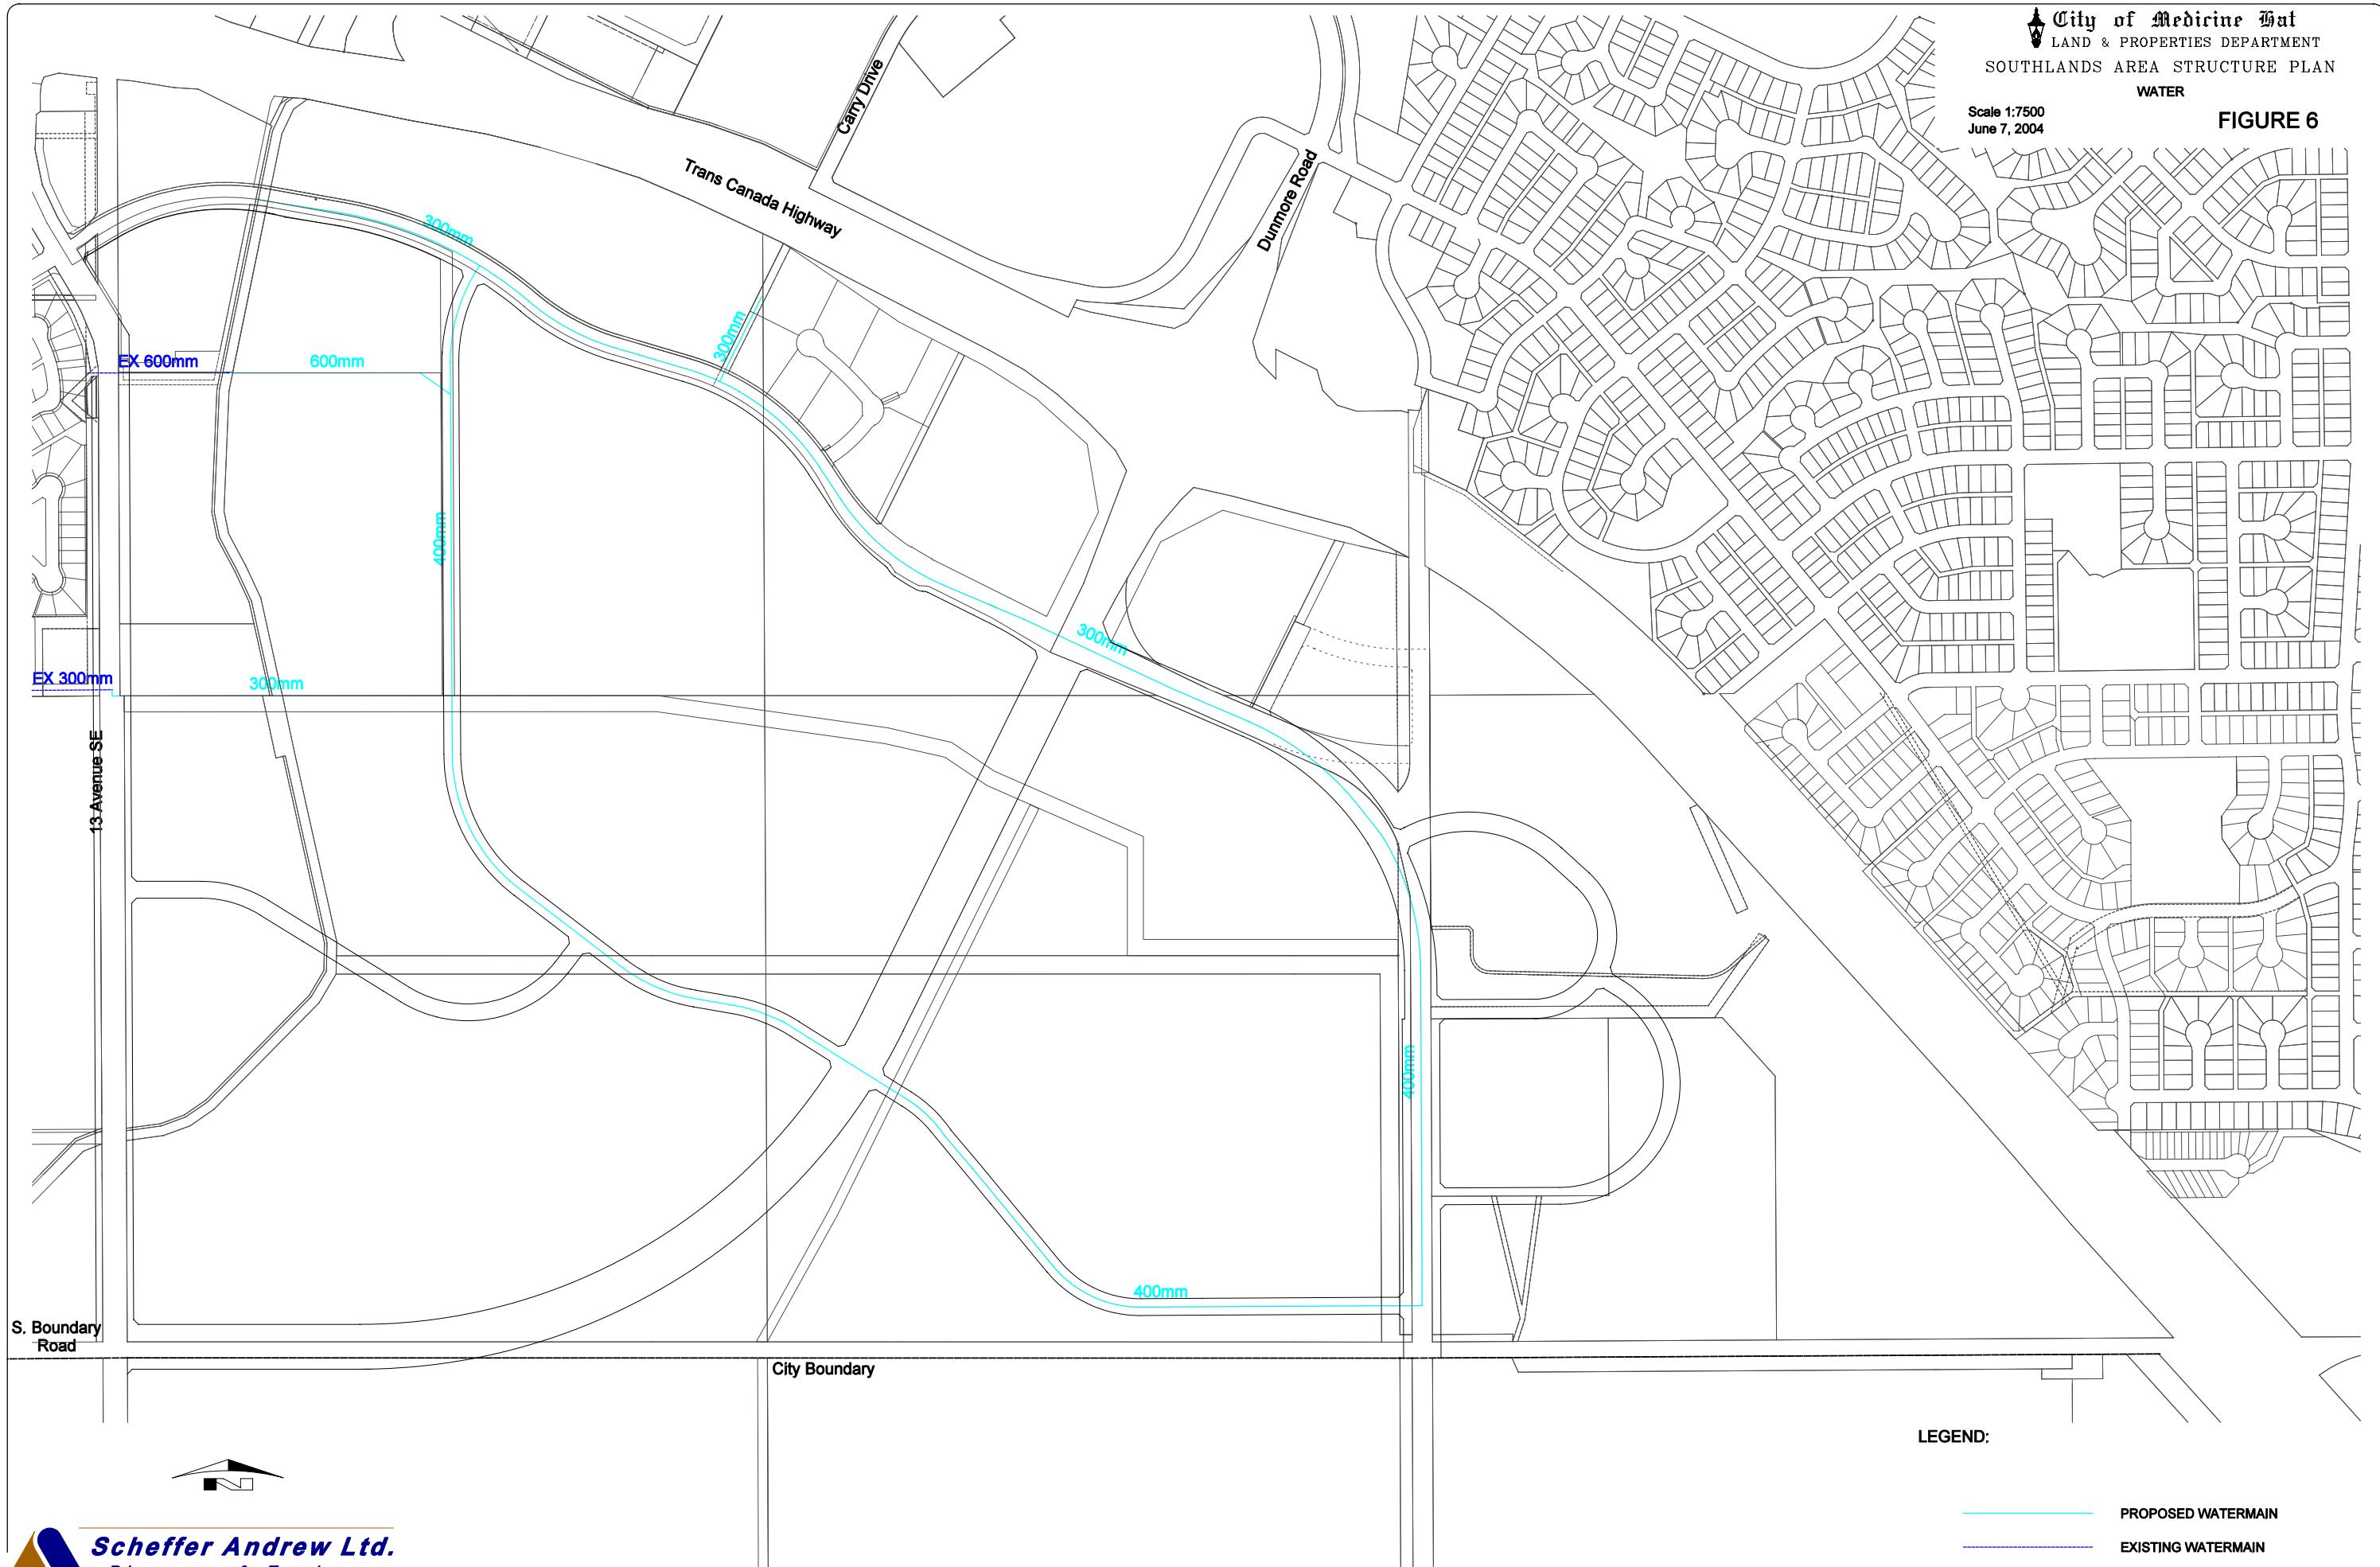 City of Medicine Hat
LAND & PROPERTIES DEPARTMENT
SOUTHLANDS AREA STRUCTURE PLAN
WATER
Scale 1:7500
June 7, 2004
FIGURE 6
Carry Drive
Trans Canada Highway
Dunmore Road
300mm
300mm
EX 600mm
600mm
400mm
300mm
EX 300mm
300mm
13 Avenue SE
400mm
400mm
S. Boundary
Road
City Boundary
LEGEND:
PROPOSED WATERMAIN
EXISTING WATERMAIN
N
Scheffer Andrew Ltd.